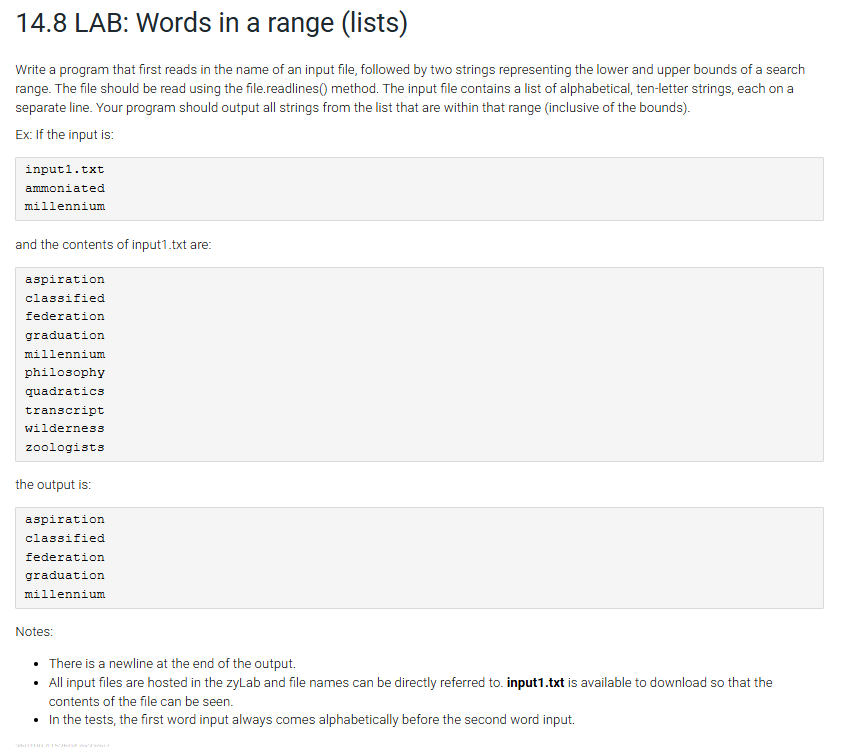 14.8 LAB: Words in a range (lists)
Write a program that first reads in the name of an input file, followed by two strings representing the lower and upper bounds of a search
range. The file should be read using the file.readlines() method. The input file contains a list of alphabetical, ten-letter strings, each on a
separate line. Your program should output all strings from the list that are within that range (inclusive of the bounds).
Ex: If the input is:
input1.txt
ammoniated
millennium
and the contents of input1.txt are:
aspiration
classified
federation
graduation
millennium
philosophy
quadratics
transcript
wilderness
zoologists
the output is:
aspiration
classified
federation
graduation
millennium
Notes:
• There is a newline at the end of the output.
• All input files are hosted in the zyLab and file names can be directly referred to. input1.txt is available to download so that the
contents of the file can be seen.
• In the tests, the first word input always comes alphabetically before the second word input.